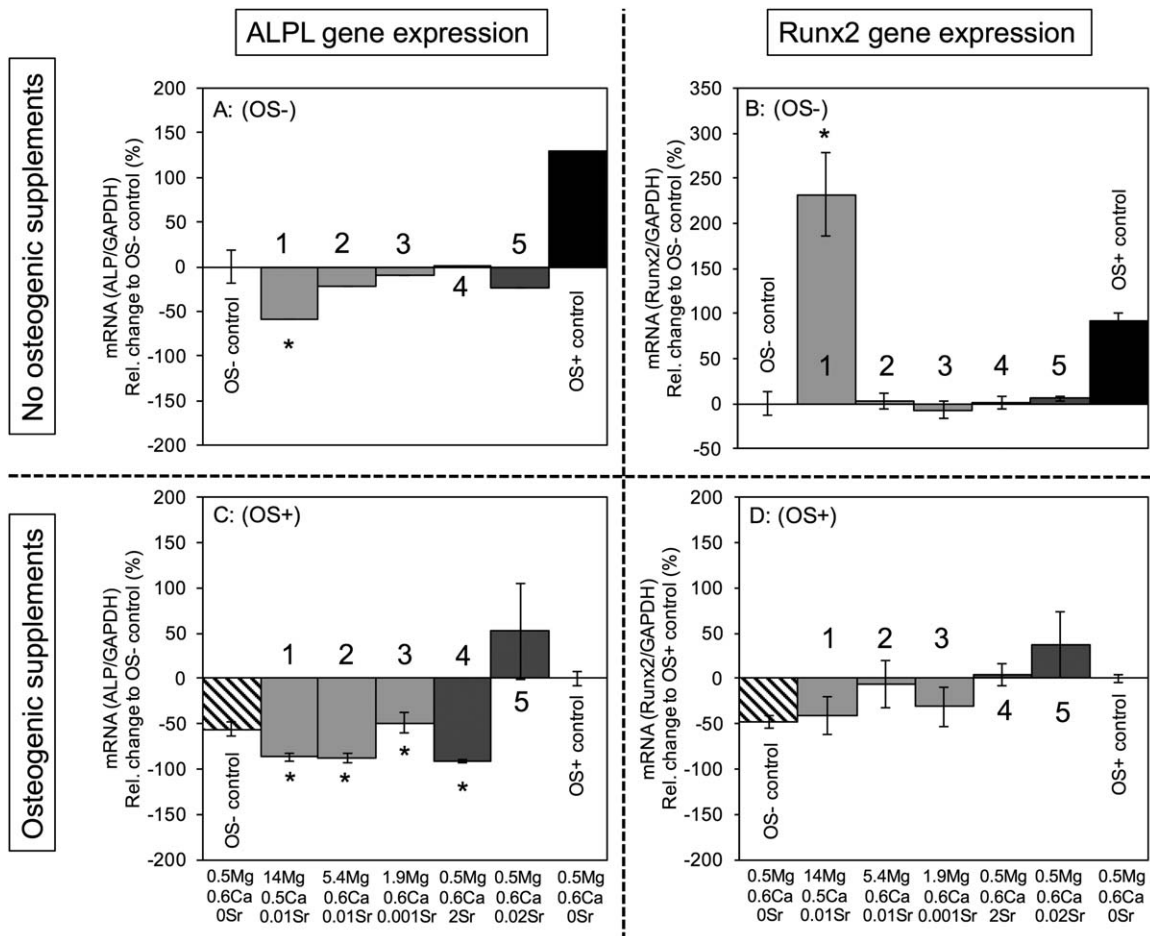 ALPL gene expression
Runx2 gene expression
No osteogenic supplements
Osteogenic supplements
A: (OS-)
mRNA (ALP/GAPDH)
Rel. change to OS- control (%)
200
150
100
50
0
-50
-100
-150
-200
OS- control
1
2
3
4
5
*
OS+ control
B: (OS-)
mRNA (Runx2/GAPDH)
Rel. change to OS- control (%)
350
300
250
200
150
100
50
0
-50
OS- control
*
1
2
3
4
5
OS+ control
C: (OS+)
mRNA (ALP/GAPDH)
Rel. change to OS- control (%)
200
150
100
50
0
-50
-100
-150
-200
OS- control
1
2
3
4
5
*
*
*
*
OS+ control
0.5Mg 14Mg 5.4Mg 1.9Mg 0.5Mg 0.5Mg 0.5Mg
0.6Ca 0.5Ca 0.6Ca 0.6Ca 0.6Ca 0.6Ca 0.6Ca
0Sr 0.01Sr 0.01Sr 0.001Sr 2Sr 0.02Sr 0Sr
D: (OS+)
mRNA (Runx2/GAPDH)
Rel. change to OS+ control (%)
200
150
100
50
0
-50
-100
-150
-200
OS- control
1
2
3
4
5
OS+ control
0.5Mg 14Mg 5.4Mg 1.9Mg 0.5Mg 0.5Mg 0.5Mg
0.6Ca 0.5Ca 0.6Ca 0.6Ca 0.6Ca 0.6Ca 0.6Ca
0Sr 0.01Sr 0.01Sr 0.001Sr 2Sr 0.02Sr 0Sr